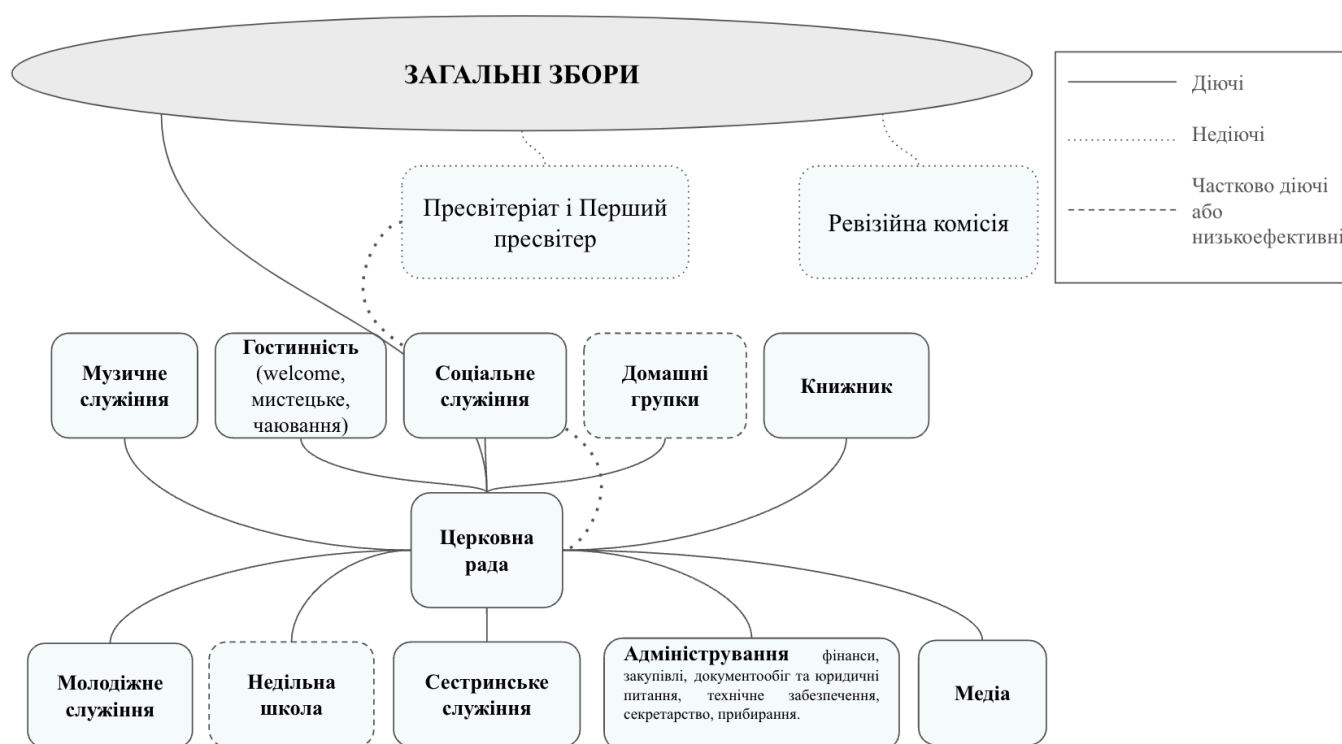 ЗАГАЛЬНІ ЗБОРИ
Діючі
Недіючі
Частково діючі
або
низькоефективні
Пресвітеріат і Перший
пресвітер
Ревізійна комісія
Музичне
служіння
Гостинність
(welcome,
мистецьке,
чаювання)
Соціальне
служіння
Домашні
групки
Книжник
Церковна
рада
Молодіжне
служіння
Недільна
школа
Сестринське
служіння
Адміністрування фінанси,
закупівлі, документообіг та юридичні
питання, технічне забезпечення,
секретарство, прибирання.
Медіа